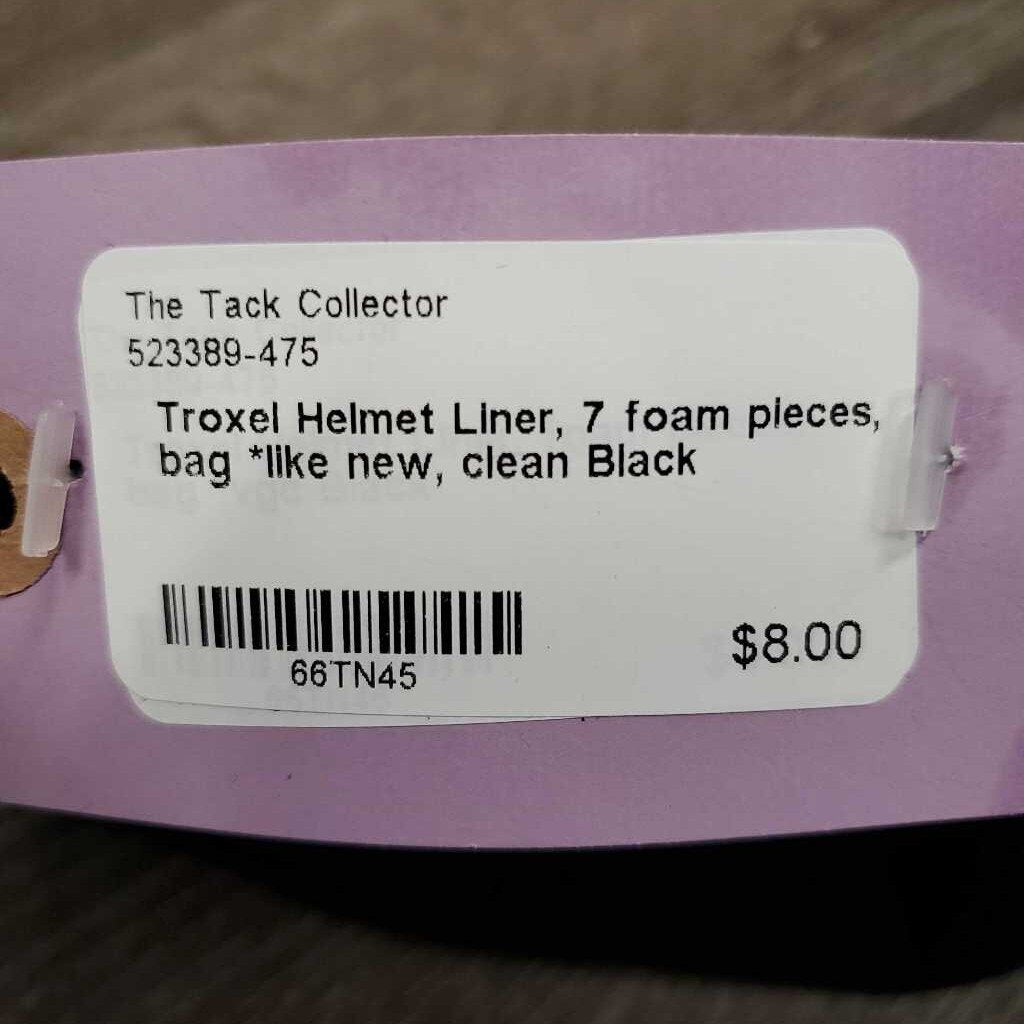 The Tack Collector
523389-475
Troxel Helmet Liner, 7 foam pieces,
bag *like new, clean Black
66TN45
$8.00